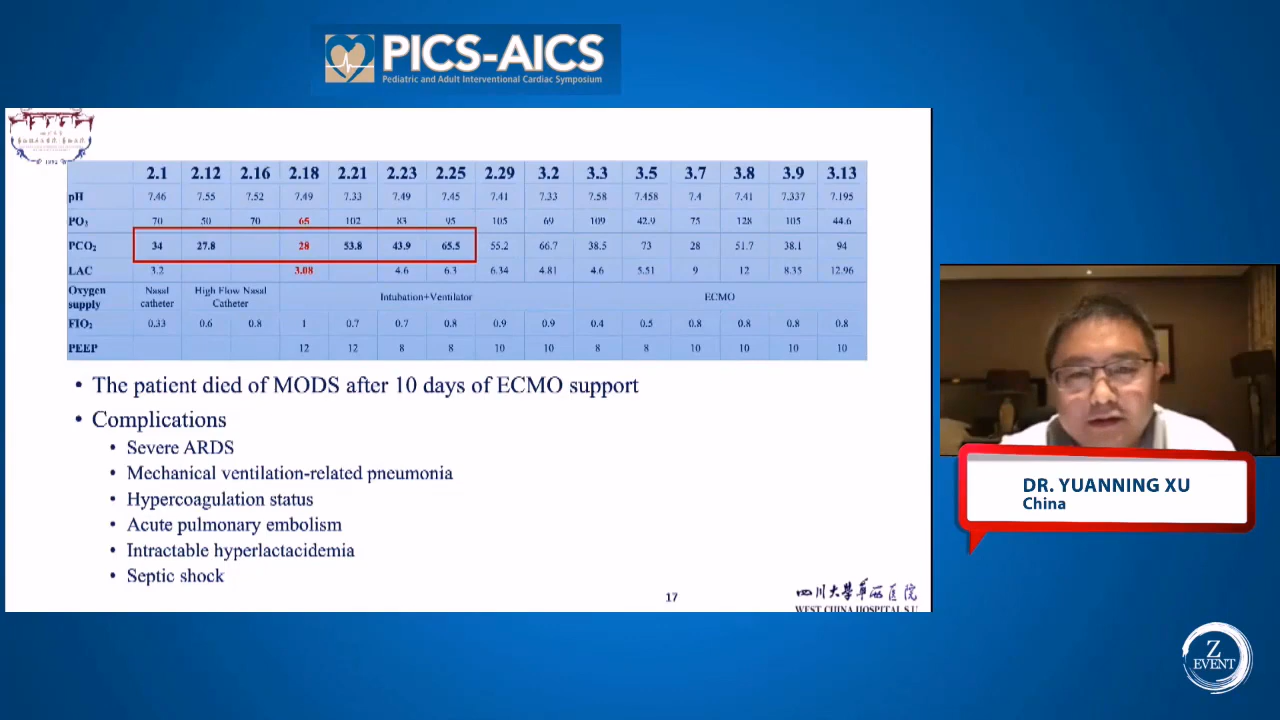 PICS-AICS
Pediatric and Adult Interventional Cardiac Symposium
2.1 2.12 2.16 2.18 2.21 2.23 2.25 2.29 3.2 3.3 3.5 3.7 3.8 3.9 3.13
pH 7.46 7.55 7.52 7.49 7.33 7.49 7.45 7.41 7.33 7.58 7.458 7.4 7.41 7.337 7.195
PO₂ 70 50 70 65 102 83 95 105 69 109 42.9 75 128 105 44.6
PCO₂ 34 27.8 28 53.8 43.9 65.5 55.2 66.7 38.5 73 28 51.7 38.1 94
LAC 3.2 3.08 4.6 6.3 6.34 4.81 4.6 5.51 9 12 8.35 12.96
Oxygen supply Nasal catheter High Flow Nasal Catheter Intubation+Ventilator ECMO
FIO₂ 0.33 0.6 0.8 1 0.7 0.7 0.8 0.9 0.9 0.4 0.5 0.8 0.8 0.8 0.8
PEEP 12 12 8 8 10 10 8 8 10 10 10 10
• The patient died of MODS after 10 days of ECMO support
• Complications
• Severe ARDS
• Mechanical ventilation-related pneumonia
• Hypercoagulation status
• Acute pulmonary embolism
• Intractable hyperlactacidemia
• Septic shock
17
四川大學華西医院
WEST CHINA HOSPITAL S.U
DR. YUANNING XU
China
Z
EVENT